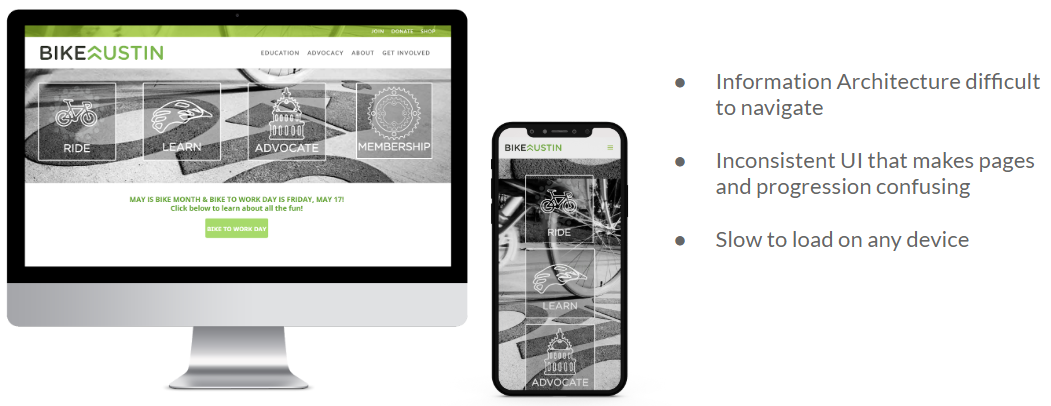 JOIN DONATE SHOP
BIKE AUSTIN
EDUCATION ADVOCACY ABOUT GET INVOLVED
RIDE
LEARN
ADVOCATE
MEMBERSHIP
MAY IS BIKE MONTH & BIKE TO WORK DAY IS FRIDAY, MAY 17!
Click below to learn about all the fun!
BIKE TO WORK DAY
BIKE AUSTIN
RIDE
LEARN
ADVOCATE
● Information Architecture difficult
to navigate
● Inconsistent UI that makes pages
and progression confusing
● Slow to load on any device